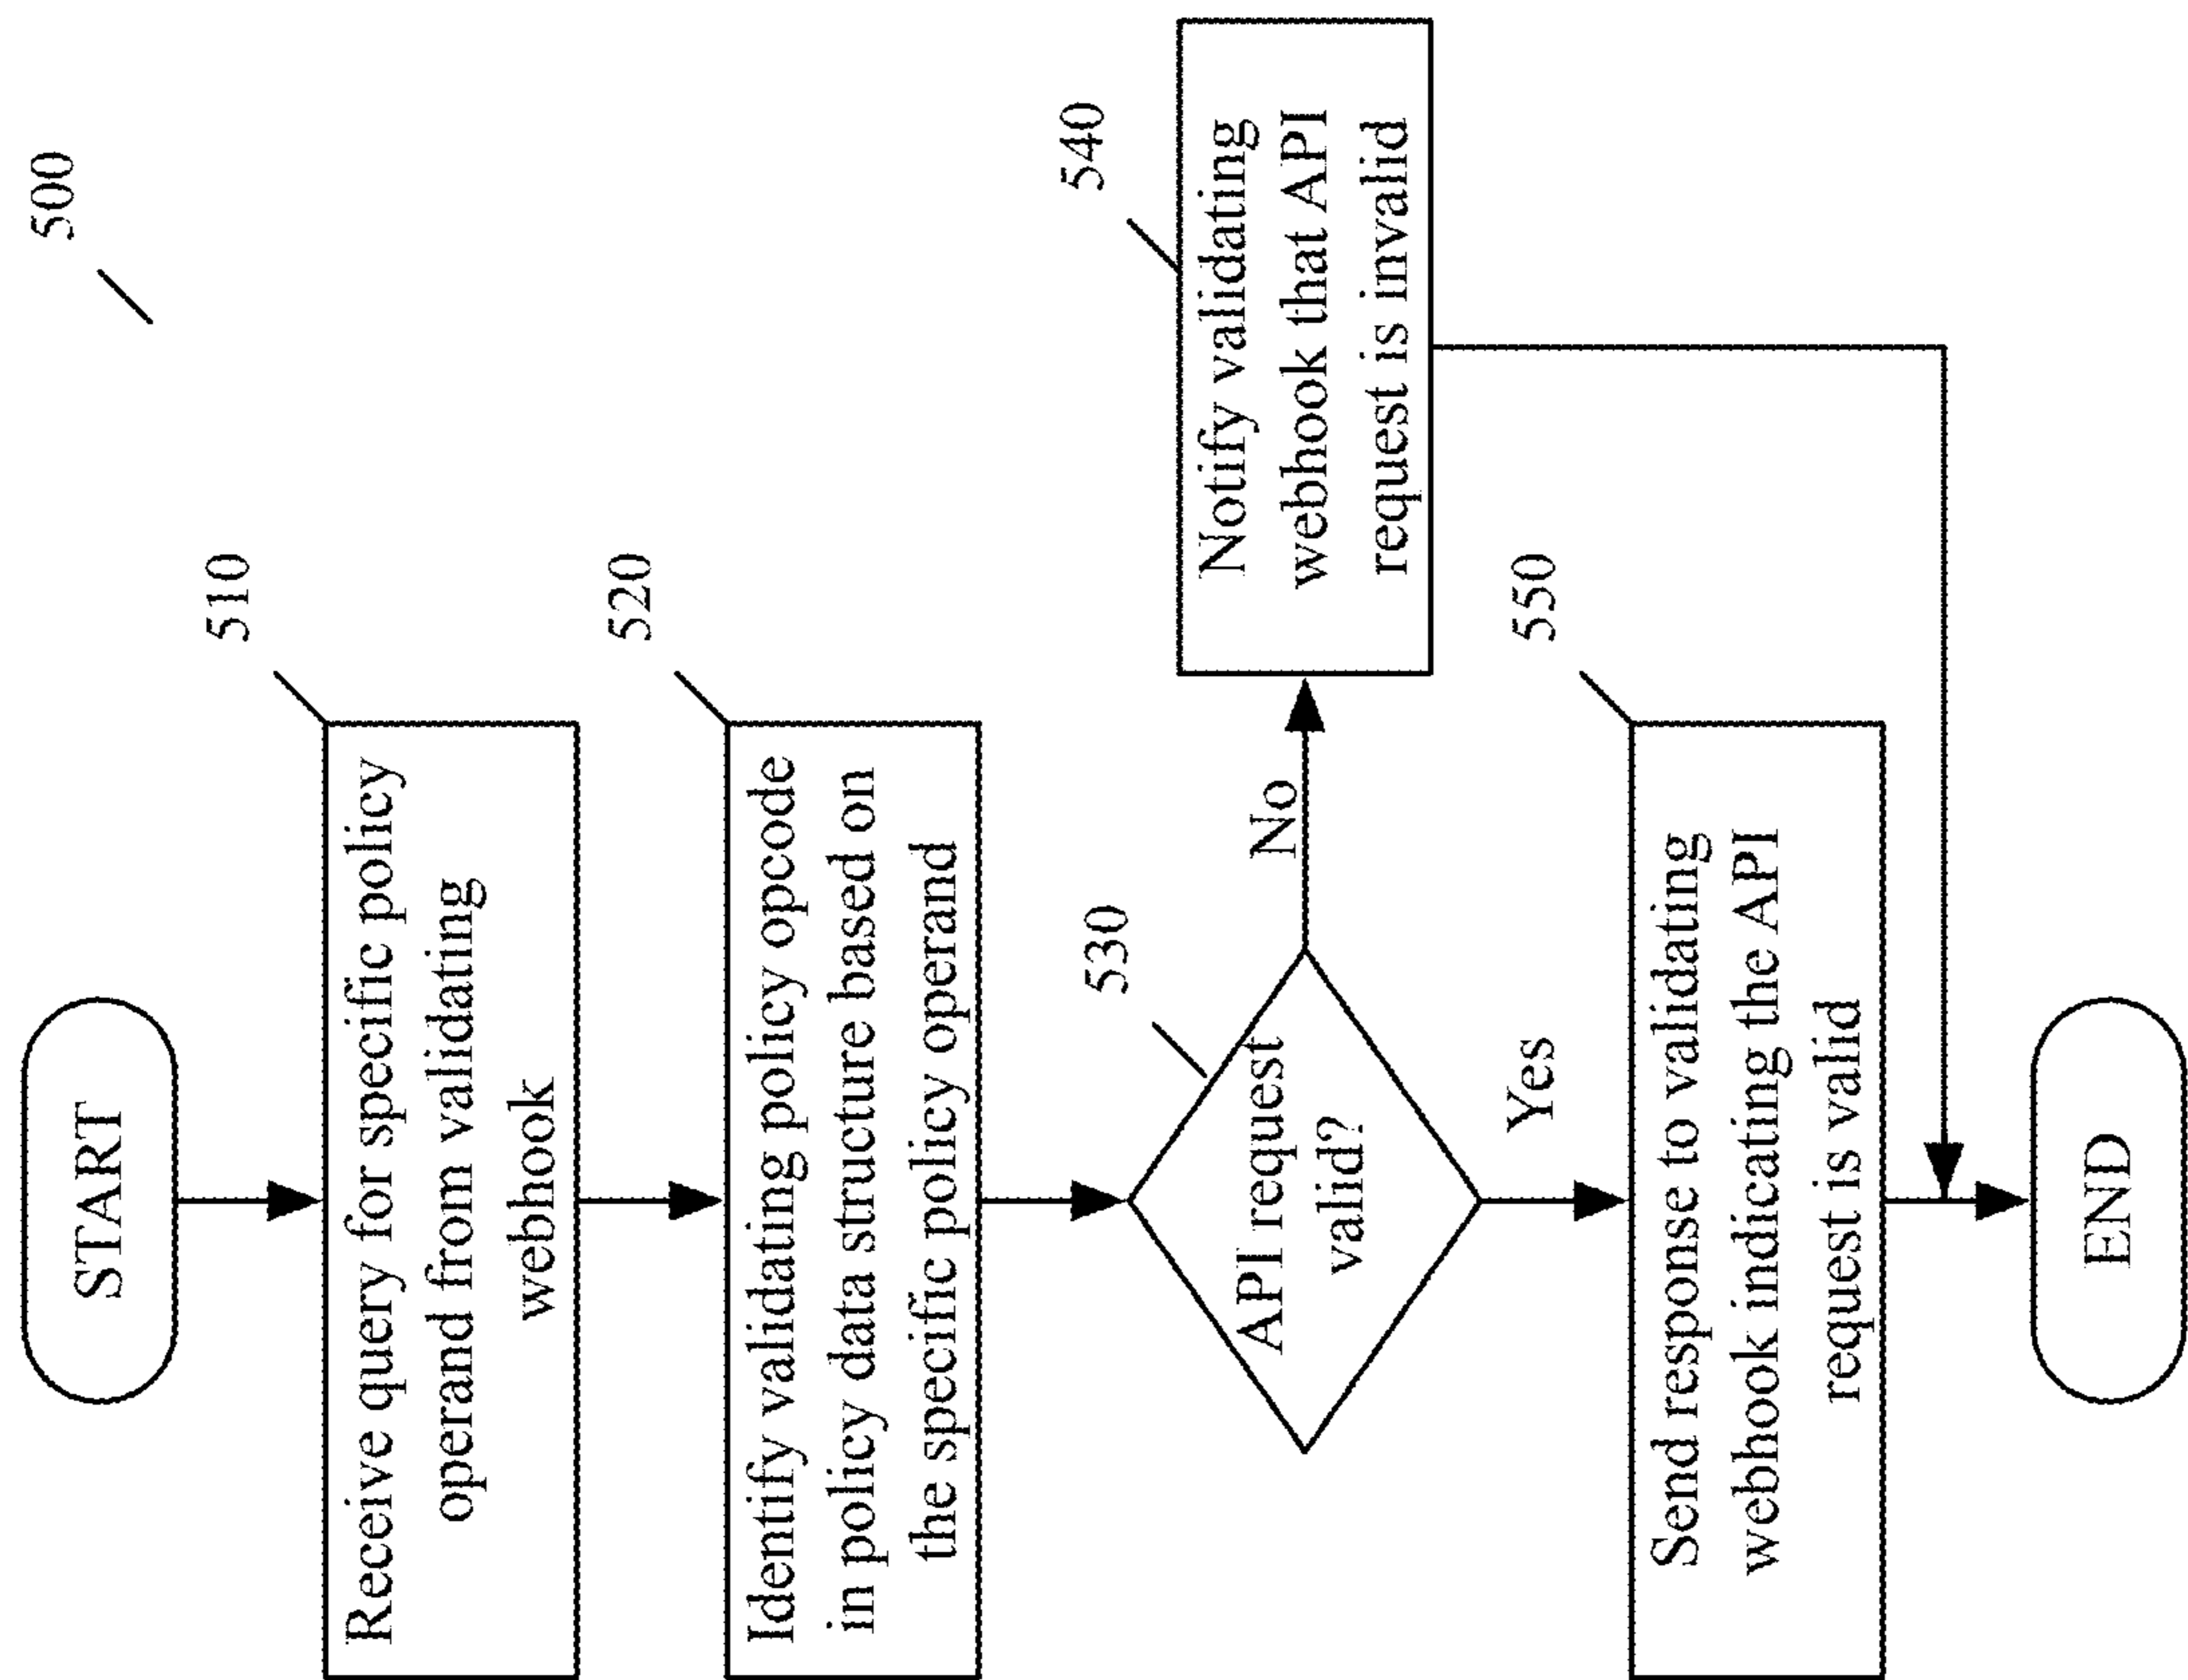 500
START
510
Receive query for specific policy
operand from validating
webhook
520
Identify validating policy opcode
in policy data structure based on
the specific policy operand
530
API request
valid?
No
540
Notify validating
webhook that API
request is invalid
Yes
550
Send response to validating
webhook indicating the API
request is valid
END